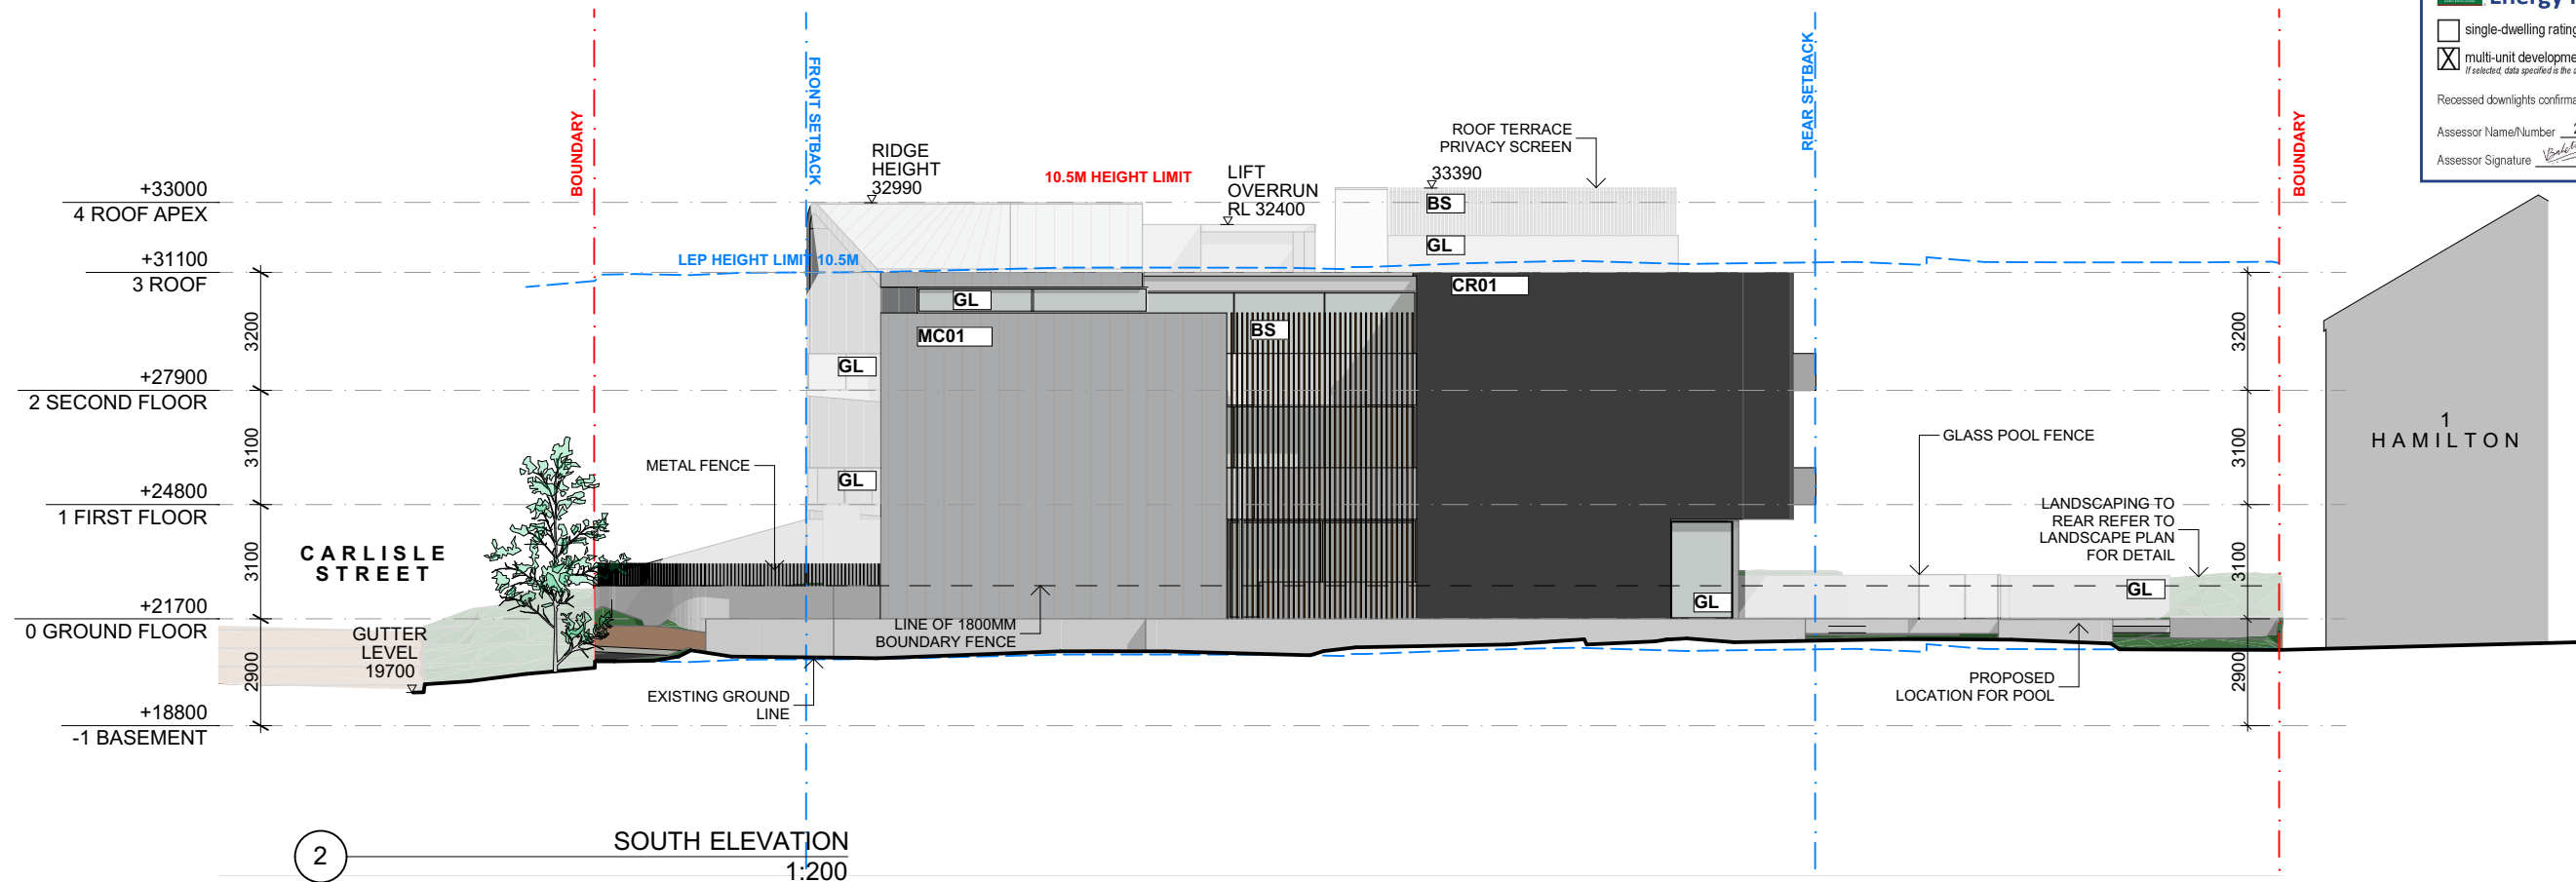 single-dwelling rating
multi-unit developme
If selected, data specified is the a
Recessed downlights confirma
Assessor Name/Number
Assessor Signature
BOUNDARY
FRONT SETBACK
REAR SETBACK
BOUNDARY
ROOF TERRACE
PRIVACY SCREEN
RIDGE
HEIGHT
32990
10.5M HEIGHT LIMIT
LIFT
OVERRUN
RL 32400
33390
BS
GL
+33000
4 ROOF APEX
LEP HEIGHT LIMIT 10.5M
+31100
3 ROOF
GL
CR01
MC01
BS
3200
3200
GL
+27900
2 SECOND FLOOR
3100
3100
METAL FENCE
GL
GLASS POOL FENCE
1
HAMILTON
+24800
1 FIRST FLOOR
LANDSCAPING TO
REAR REFER TO
LANDSCAPE PLAN
FOR DETAIL
CARLISLE
STREET
3100
3100
GL
GL
+21700
0 GROUND FLOOR
GUTTER
LEVEL
19700
LINE OF 1800MM
BOUNDARY FENCE
2900
2900
EXISTING GROUND
LINE
PROPOSED
LOCATION FOR POOL
+18800
-1 BASEMENT
2
SOUTH ELEVATION
1:200